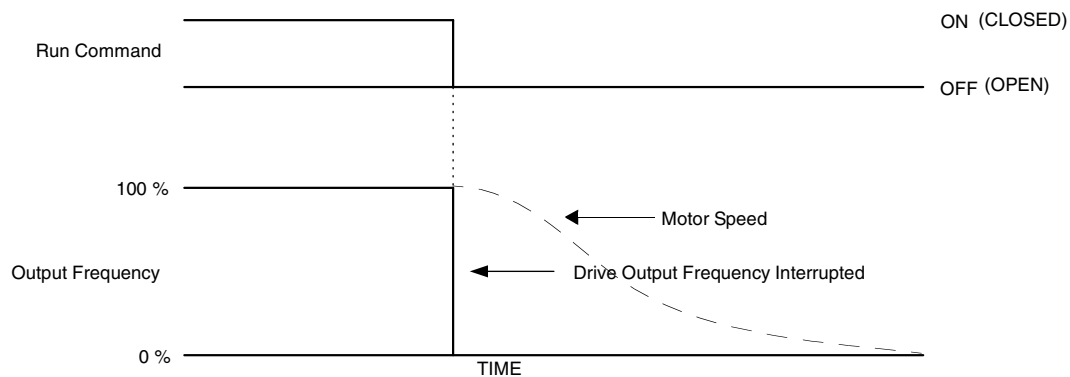 ON (CLOSED)
Run Command
OFF (OPEN)
100 %
Motor Speed
Output Frequency
Drive Output Frequency Interrupted
0 %
TIME